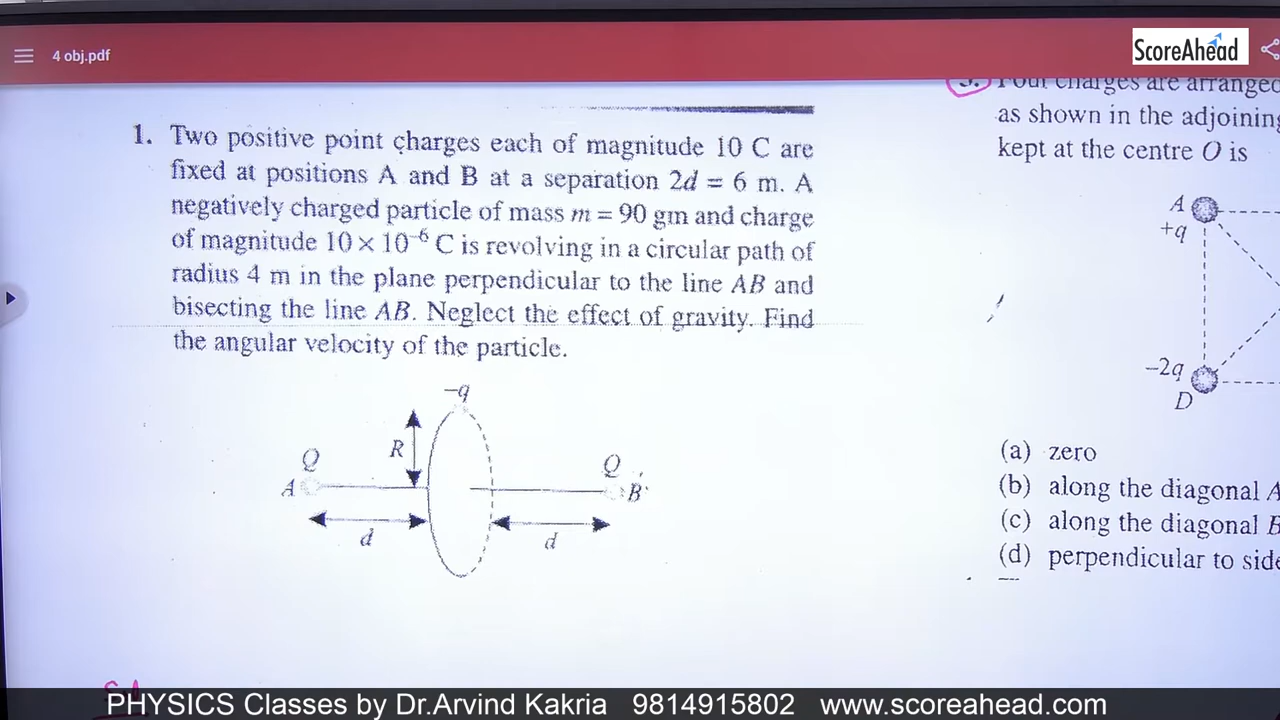 4 obj.pdf
ScoreAhead
1. Two positive point charges each of magnitude 10 C are
fixed at positions A and B at a separation 2d = 6 m. A
negatively charged particle of mass m = 90 gm and charge
of magnitude 10 × 10⁻⁶ C is revolving in a circular path of
radius 4 m in the plane perpendicular to the line AB and
bisecting the line AB. Neglect the effect of gravity. Find
the angular velocity of the particle.
-q
R
Q
A
Q
B
d
d
3. Four charges are arranged
as shown in the adjoining
kept at the centre O is
A
+q
-2q
D
(a) zero
(b) along the diagonal A
(c) along the diagonal B
(d) perpendicular to side
PHYSICS Classes by Dr.Arvind Kakria 9814915802 www.scoreahead.com